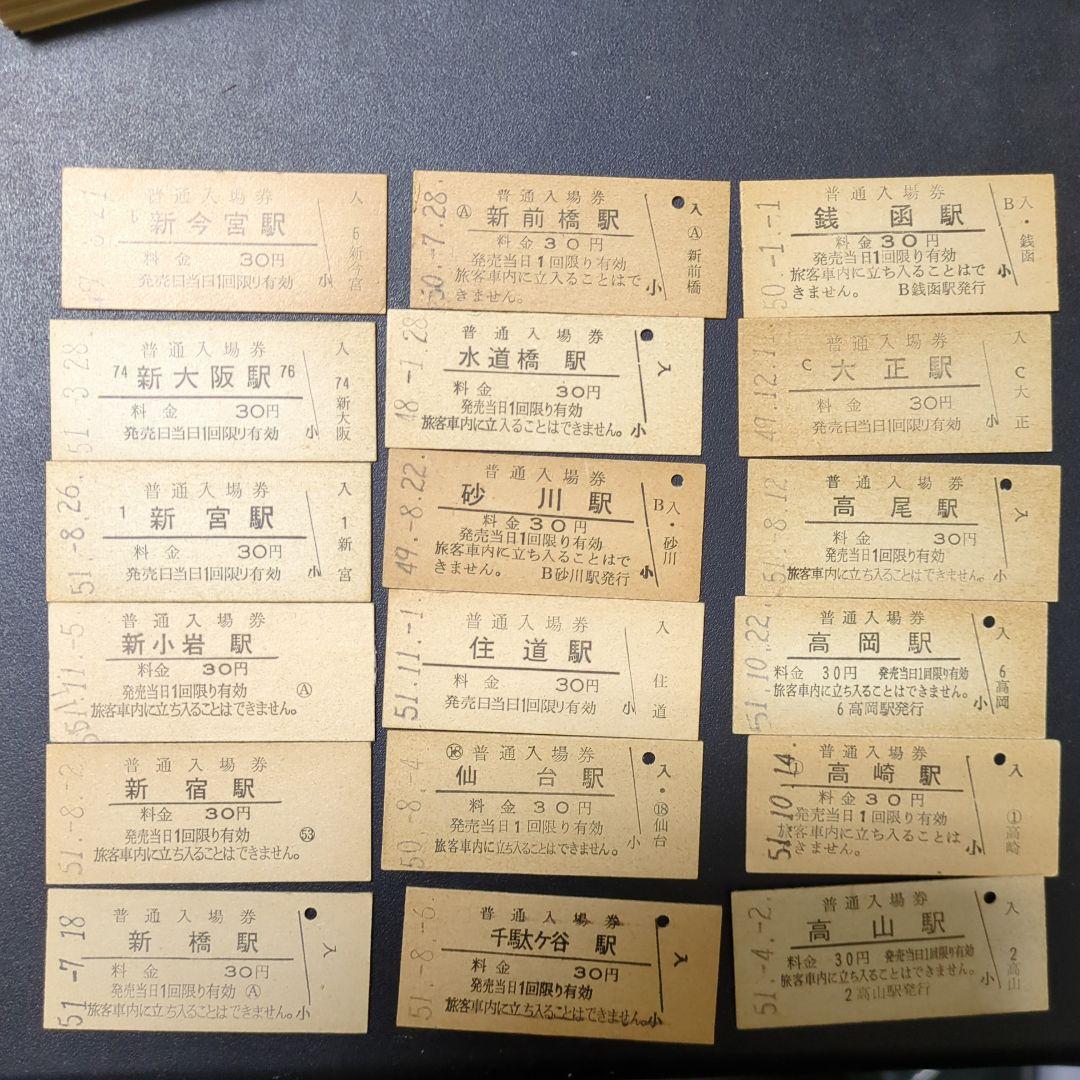 普通入場券
新今宮駅
料金 30円
発売日当日1回限り有効
小
人
6
新今宮
50.-7.28
普通入場券
Ⓐ 新前橋駅
料金30円
発売当日1回限り有効
旅客車内に立ち入ることはで
きません。
小
入
Ⓐ
新前橋
50.-1.-1
普通入場券
銭函駅
料金30円
発売当日1回限り有効
旅客車内に立ち入ることはで
きません。 B銭函駅発行
小
B入・銭函
51.-3.28
普通入場券
74 新大阪駅 76
料金 30円
発売日当日1回限り有効
小
入
74
新大阪
48.-1.28
普通入場券
水道橋駅
料金 30円
発売当日1回限り有効
旅客車内に立入ることはできません。
小
入
普通入場券
C 大正駅
料金 30円
発売日当日1回限り有効
小
入
C
大正
51.-8.26
普通入場券
1 新宮駅
料金 30円
発売日当日1回限り有効
小
入
1
新宮
49.-8.22
普通入場券
砂川駅
料金30円
発売当日1回限り有効
旅客車内に立ち入ることはで
きません。 B砂川駅発行
小
B入・砂川
51.-8.12
普通入場券
高尾駅
料金 30円
発売当日1回限り有効
旅客車内に立ち入ることはできません。
小
入
51.11.-5
普通入場券
新小岩駅
料金 30円
発売当日1回限り有効 Ⓐ
旅客車内に立ち入ることはできません。
51.11.-1
普通入場券
住道駅
料金 30円
発売日当日1回限り有効
小
入
住道
51.10.22
普通入場券
高岡駅
料金 30円 発売当日1回限り有効
旅客車内に立ち入ることはできません。
6高岡駅発行
小
入
6
高岡
51.-8.-2
普通入場券
新宿駅
料金 30円
発売当日1回限り有効 ㊼
旅客車内に立ち入ることはできません。
50.-8.-4
⑱ 普通入場券
仙台駅
料金30円
発売当日1回限り有効
旅客車内に立ち入ることはできません。
小
入・⑱仙台
51.10.14
普通入場券
高崎駅
料金30円
発売当日1回限り有効
旅客車内に立ち入ることは
できません。
小
入
①
高崎
51.-7.18
普通入場券
新橋駅
料金 30円
発売当日1回限り有効 Ⓐ
旅客車内に立ち入ることはできません。
小
入
51.-8.-6
普通入場券
千駄ケ谷駅
料金 30円
発売当日1回限り有効
旅客車内に立ち入ることはできません。
小
入
51.-4.-2
普通入場券
高山駅
料金 30円 発売当日1回限り有効
旅客車内に立ち入ることはできません。
2高山駅発行
小
入
2
高山